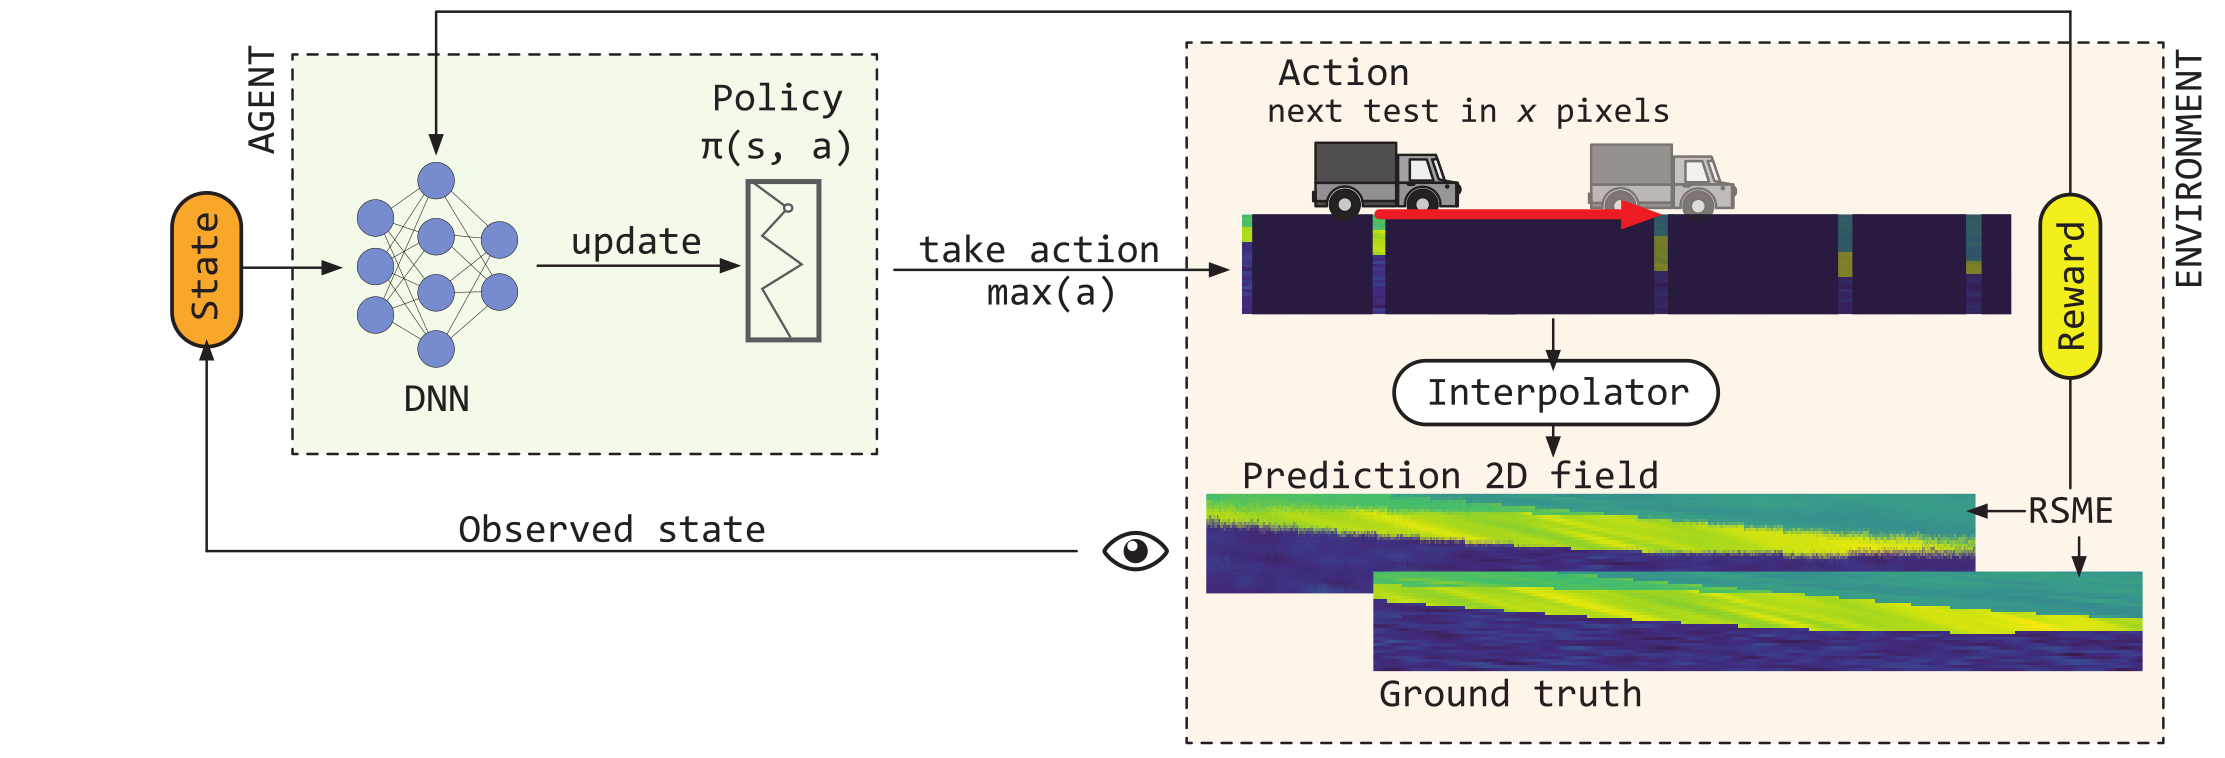 AGENT
Policy
π(s, a)
State
update
DNN
take action
max(a)
Observed state
Action
next test in x pixels
ENVIRONMENT
Reward
Interpolator
Prediction 2D field
RSME
Ground truth